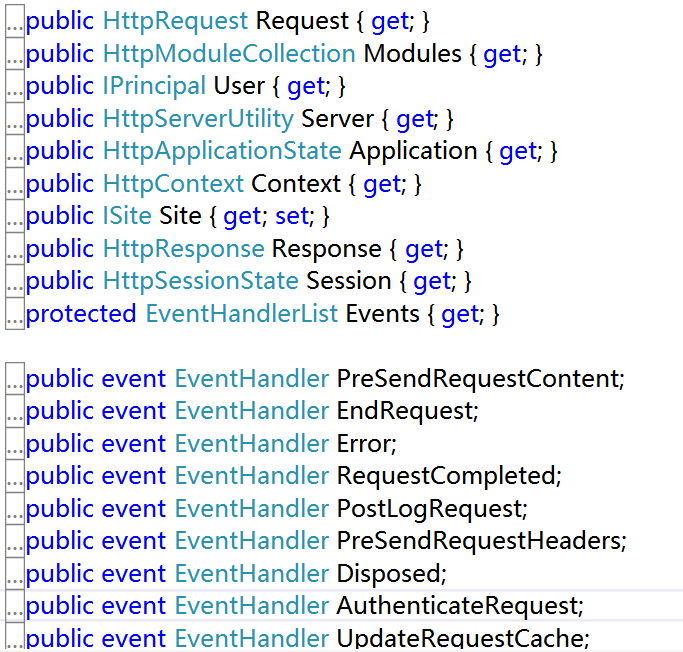 ...public HttpRequest Request { get; }
...public HttpModuleCollection Modules { get; }
...public IPrincipal User { get; }
...public HttpServerUtility Server { get; }
...public HttpApplicationState Application { get; }
...public HttpContext Context { get; }
...public ISite Site { get; set; }
...public HttpResponse Response { get; }
...public HttpSessionState Session { get; }
...protected EventHandlerList Events { get; }
...public event EventHandler PreSendRequestContent;
...public event EventHandler EndRequest;
...public event EventHandler Error;
...public event EventHandler RequestCompleted;
...public event EventHandler PostLogRequest;
...public event EventHandler PreSendRequestHeaders;
...public event EventHandler Disposed;
...public event EventHandler AuthenticateRequest;
...public event EventHandler UpdateRequestCache;